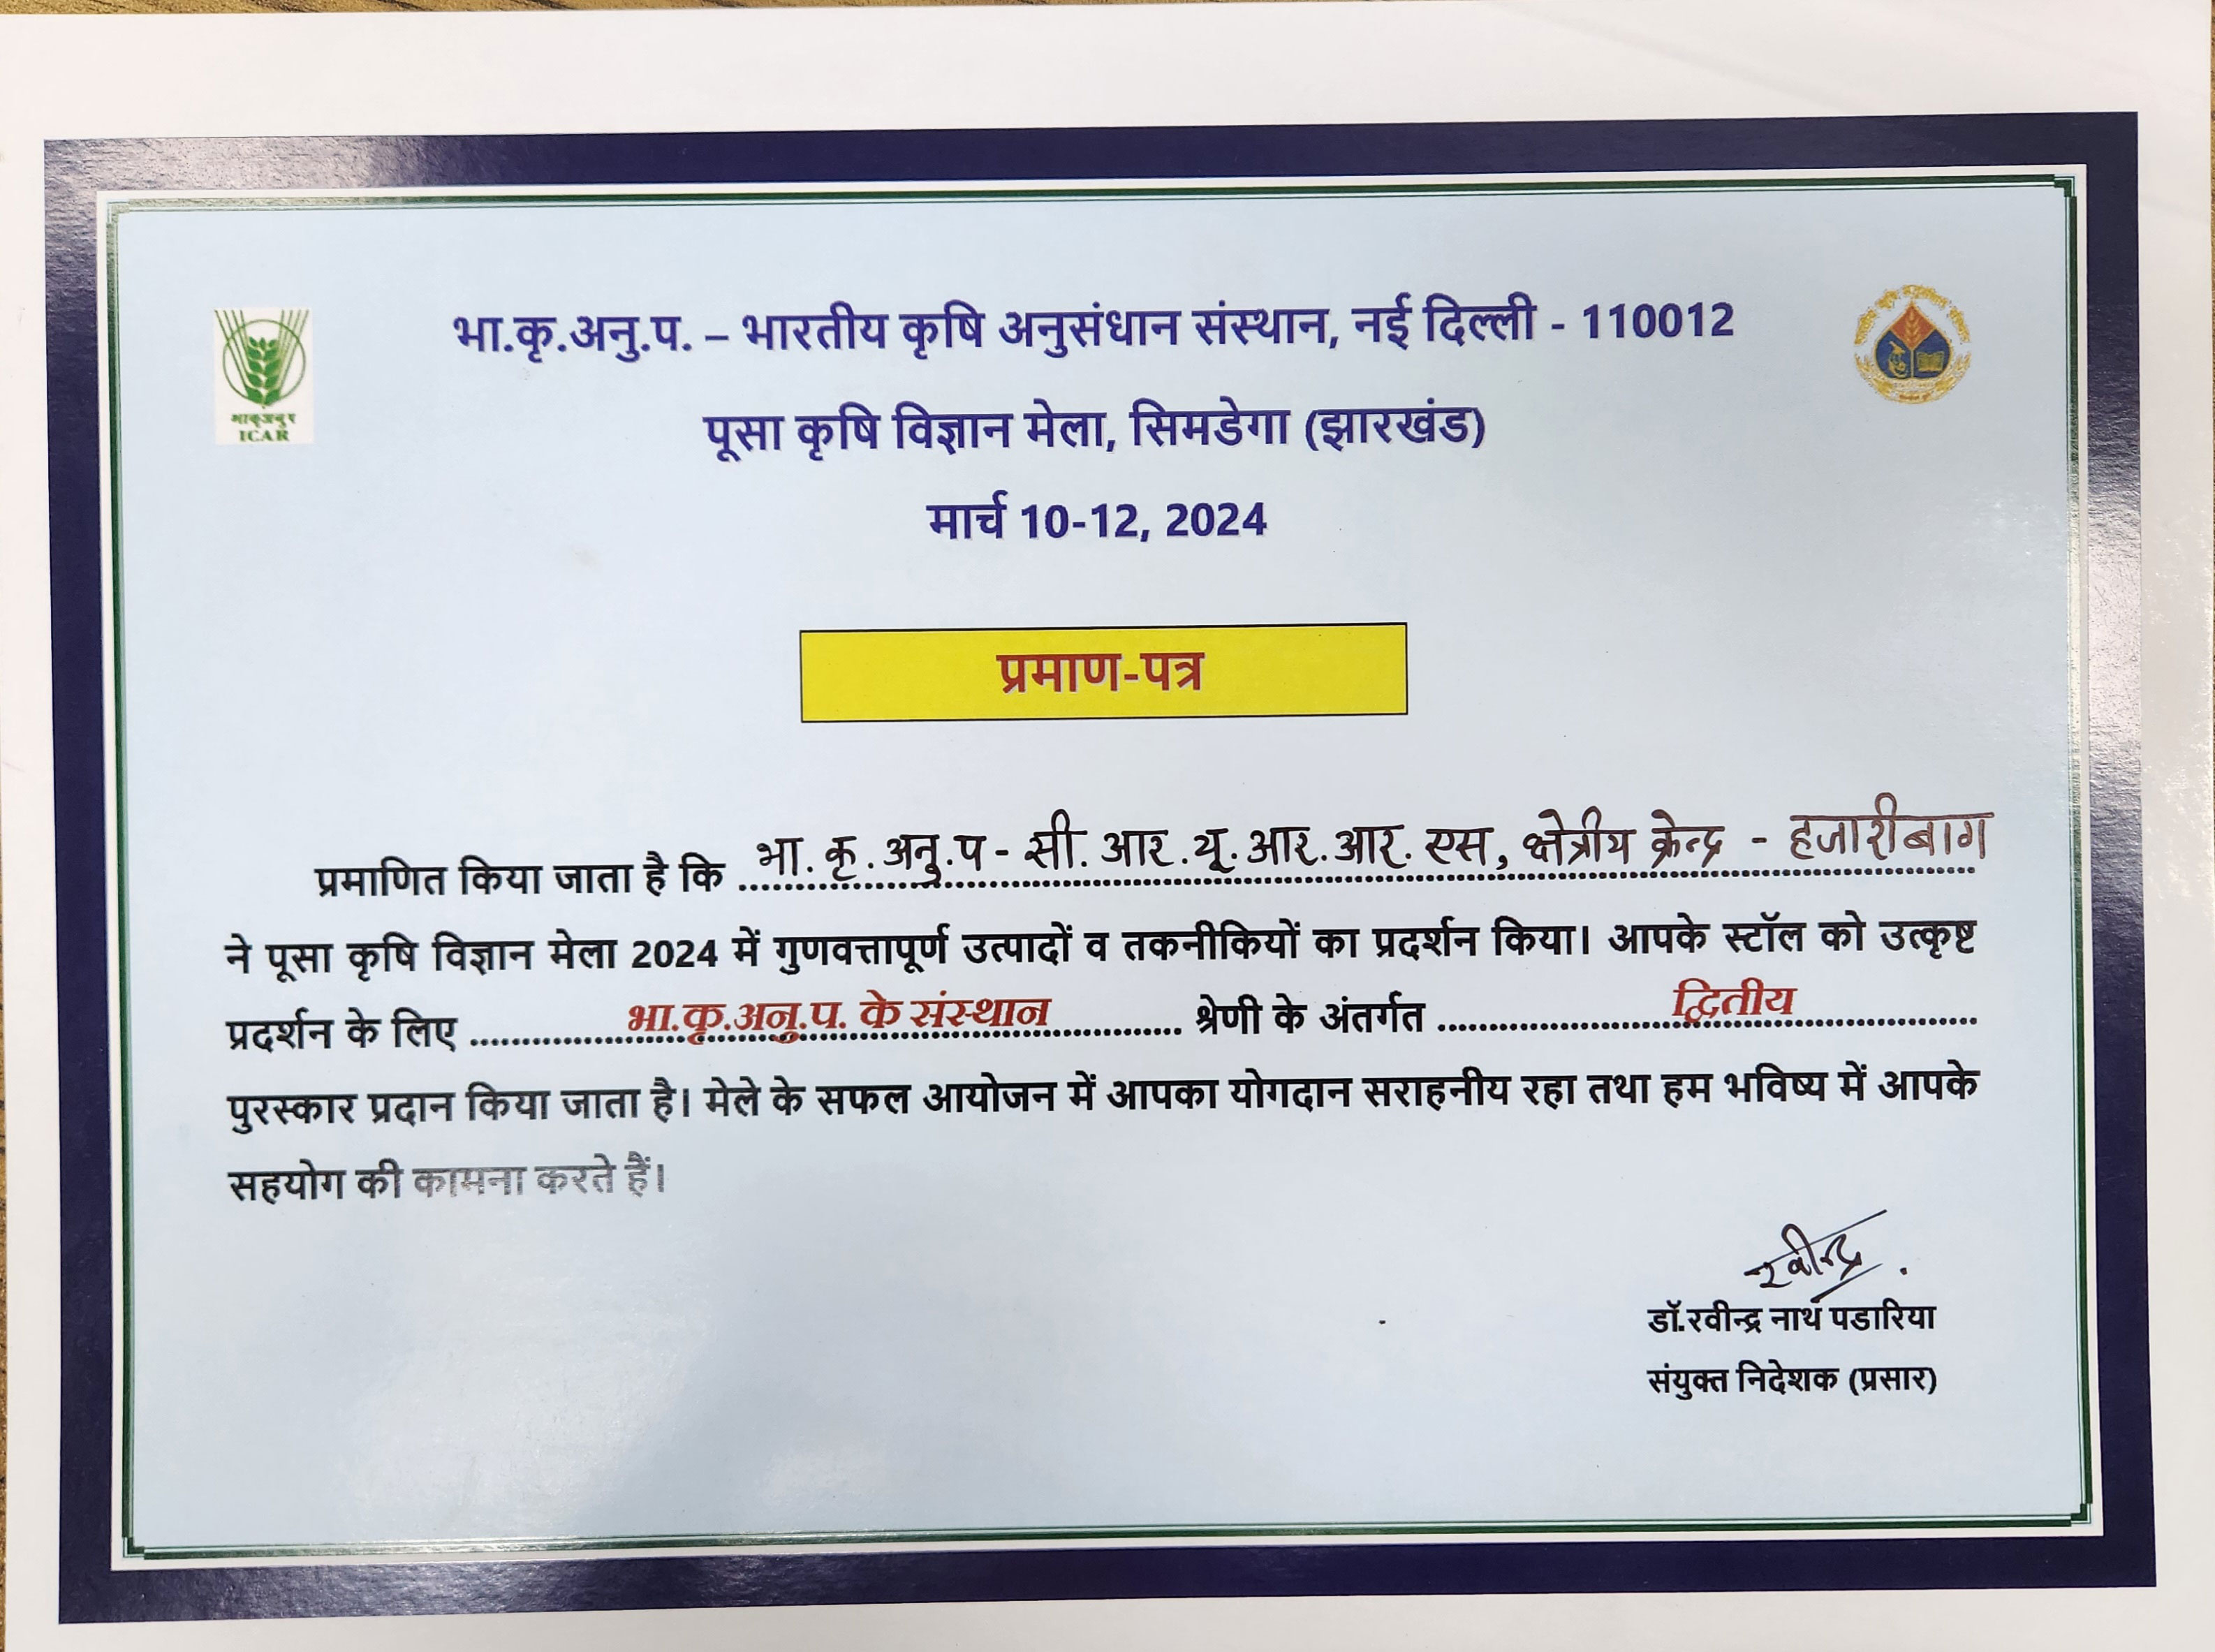 भा.कृ.अनु.प. – भारतीय कृषि अनुसंधान संस्थान, नई दिल्ली - 110012
भाकृअनुप
ICAR
पूसा कृषि विज्ञान मेला, सिमडेगा (झारखंड)
मार्च 10-12, 2024
प्रमाण-पत्र
प्रमाणित किया जाता है कि भा. कृ. अनु.प - सी. आर. यू. आर. आर. एस, क्षेत्रीय क्रेन्द्र - हजारीबाग
ने पूसा कृषि विज्ञान मेला 2024 में गुणवत्तापूर्ण उत्पादों व तकनीकियों का प्रदर्शन किया। आपके स्टॉल को उत्कृष्ट
प्रदर्शन के लिए भा.कृ.अनु.प. के संस्थान श्रेणी के अंतर्गत द्वितीय
पुरस्कार प्रदान किया जाता है। मेले के सफल आयोजन में आपका योगदान सराहनीय रहा तथा हम भविष्य में आपके
सहयोग की कामना करते हैं।
रवीन्द्र
डॉ.रवीन्द्र नाथ पडारिया
संयुक्त निदेशक (प्रसार)